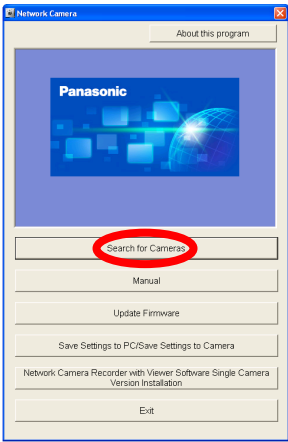 Network Camera
About this program
Panasonic
Search for Cameras
Manual
Update Firmware
Save Settings to PC/Save Settings to Camera
Network Camera Recorder with Viewer Software Single Camera
Version Installation
Exit